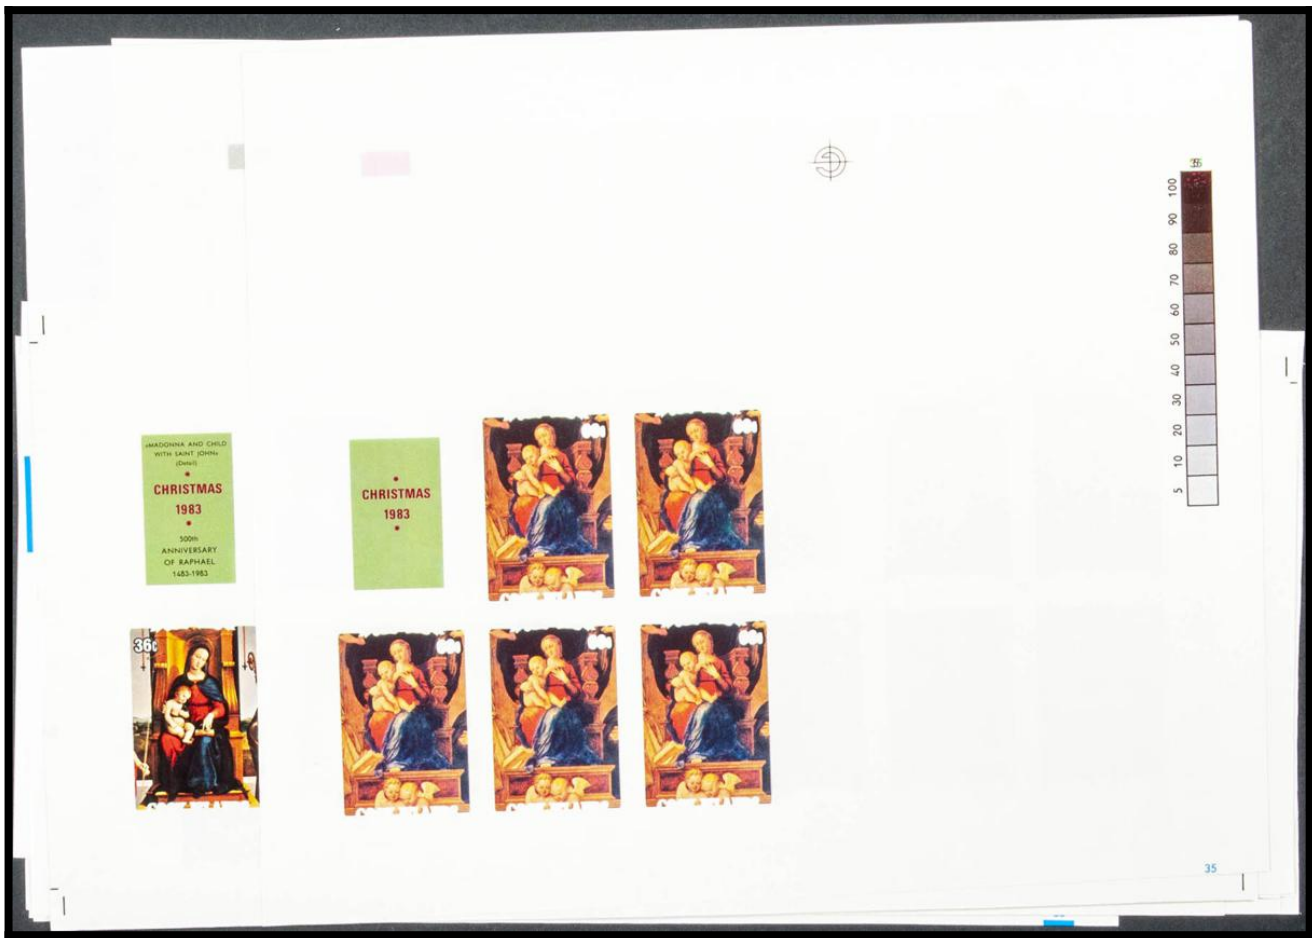 100
90
80
70
60
50
40
30
20
10
5
«MADONNA AND CHILD
WITH SAINT JOHN»
(Detail)
CHRISTMAS
1983
500th
ANNIVERSARY
OF RAPHAEL
1483-1983
CHRISTMAS
1983
36c
35